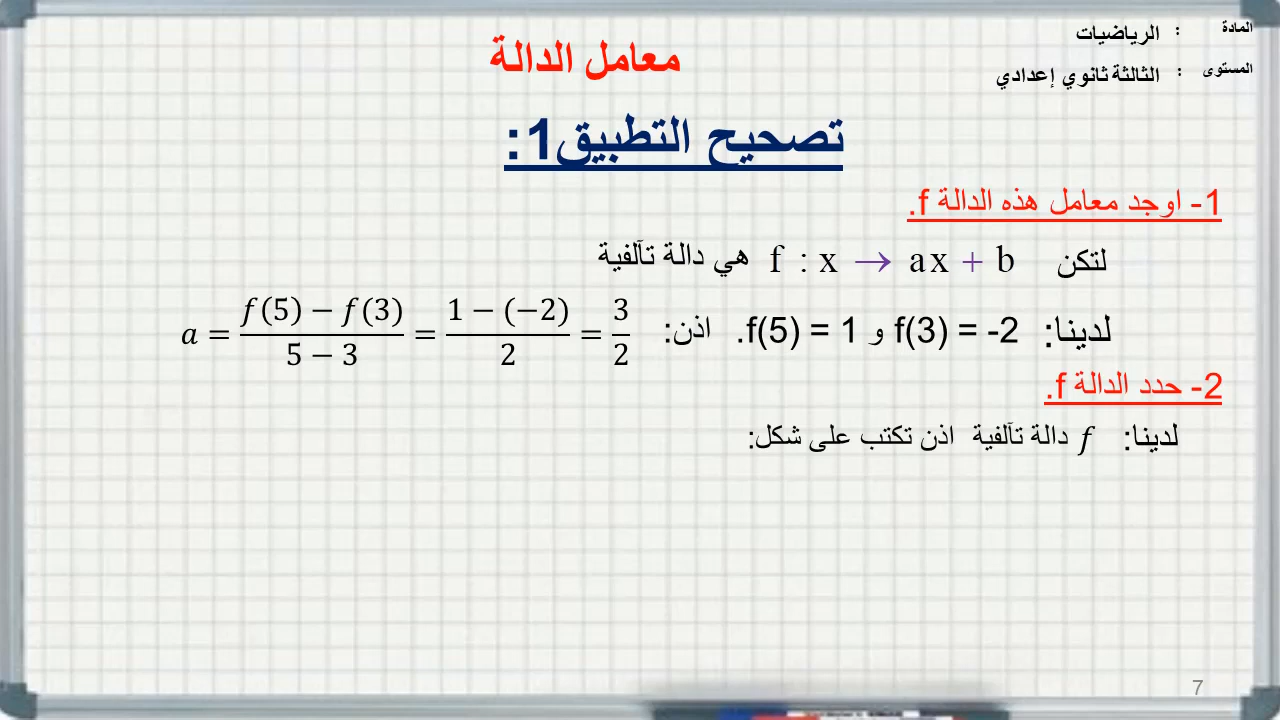 المادة : الرياضيات
المستوى : الثالثة ثانوي إعدادي
معامل الدالة
تصحيح التطبيق1:
1- اوجد معامل هذه الدالة f.
لتكن f : x → ax + b هي دالة تآلفية
لدينا: f(3) = -2 و f(5) = 1. اذن: a = (f(5) − f(3))/(5 − 3) = (1 − (−2))/2 = 3/2
2- حدد الدالة f.
لدينا: f دالة تآلفية اذن تكتب على شكل:
7